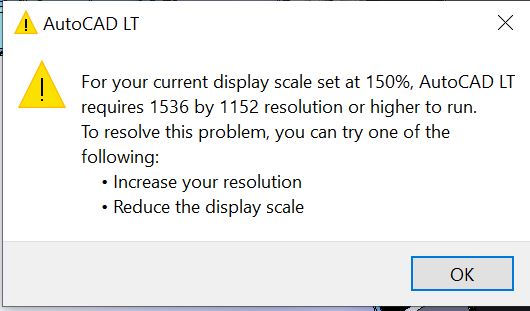 AutoCAD LT
For your current display scale set at 150%, AutoCAD LT
requires 1536 by 1152 resolution or higher to run.
To resolve this problem, you can try one of the
following:
• Increase your resolution
• Reduce the display scale
OK